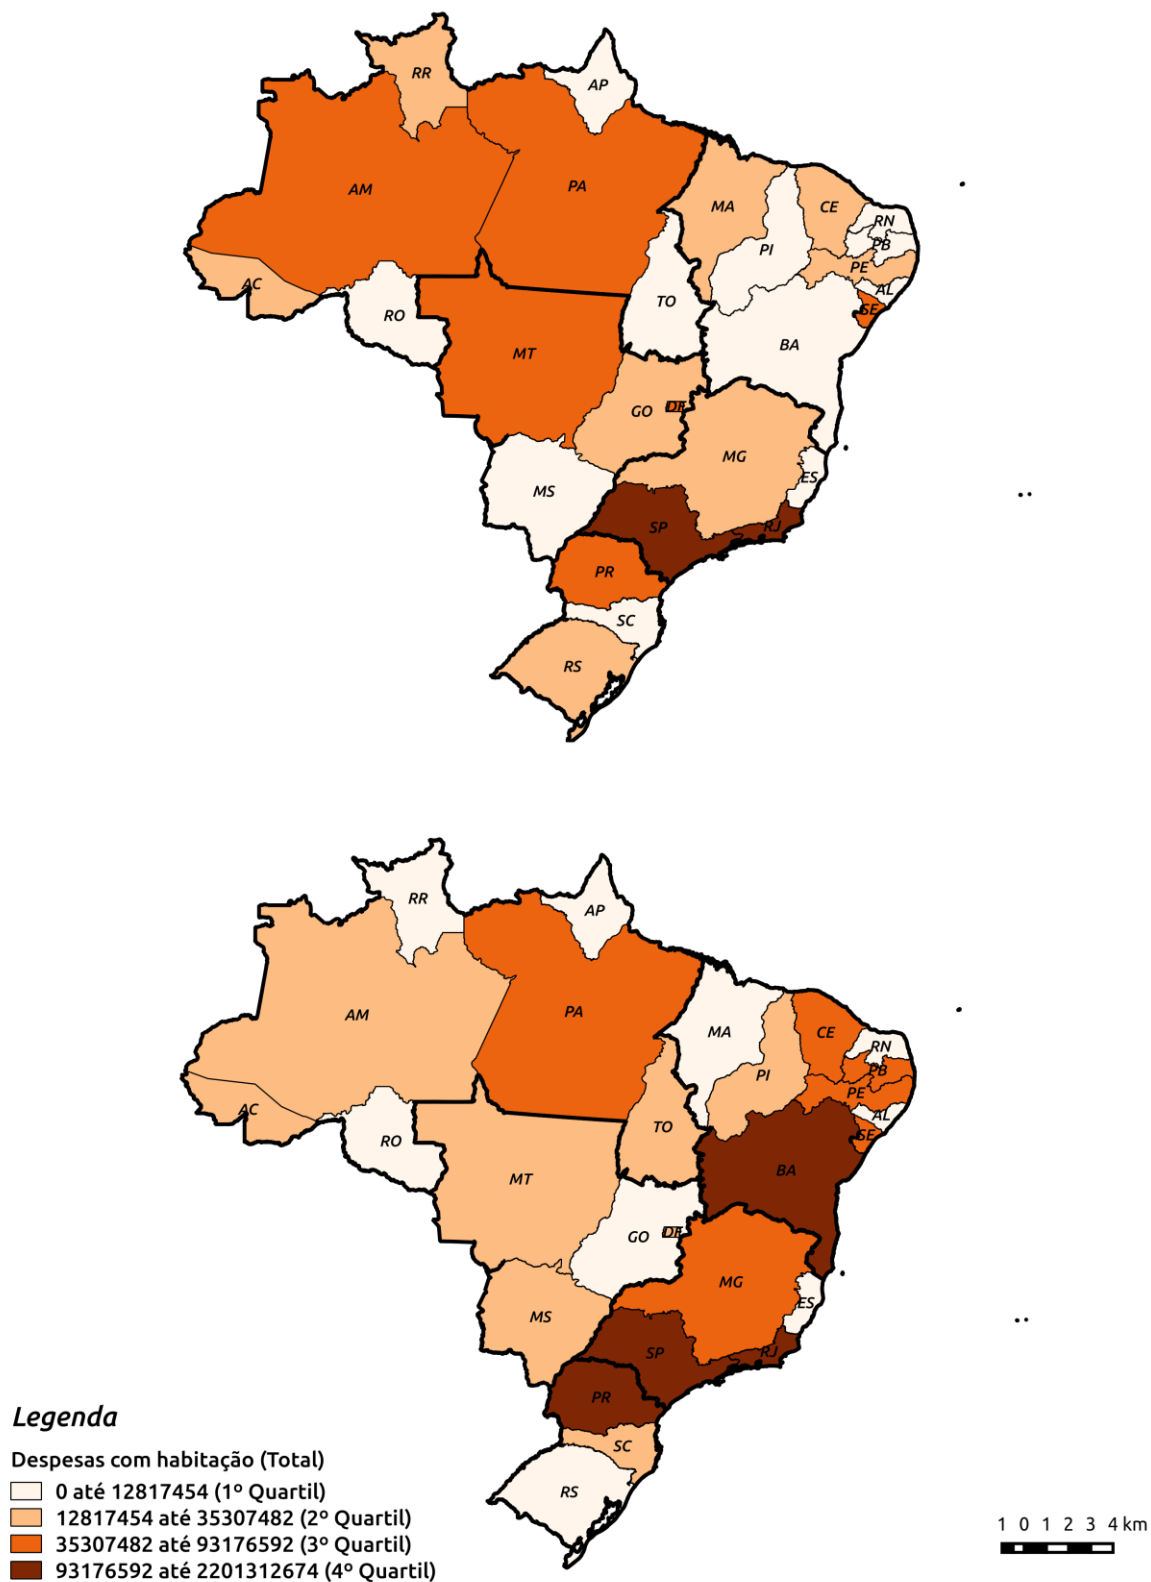 RR
AP
AM
PA
MA
CE
RN
PI
PB
PE
AC
AL
TO
SE
RO
BA
MT
GO
DF
MG
MS
ES
SP
RJ
PR
SC
RS
RR
AP
AM
PA
MA
CE
RN
PB
PI
PE
AC
AL
TO
SE
RO
BA
MT
GO
DF
MG
MS
ES
SP
RJ
PR
SC
RS
Legenda
Despesas com habitação (Total)
0 até 12817454 (1º Quartil)
12817454 até 35307482 (2º Quartil)
35307482 até 93176592 (3º Quartil)
93176592 até 2201312674 (4º Quartil)
1 0 1 2 3 4 km